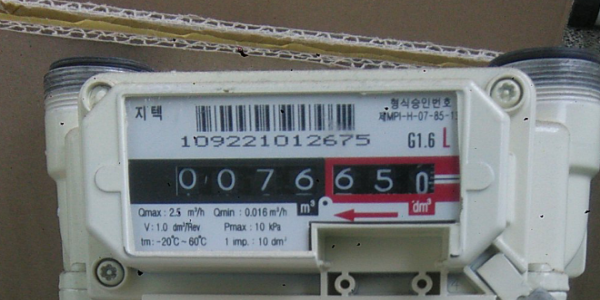 지텍
형식승인번호
제MPI-H-07-85-1
109221012675
G1.6 L
0076650
m³
dm³
Qmax : 2.5 m³/h Qmin : 0.016 m³/h
V : 1.0 dm³/Rev Pmax : 10 kPa
tm : -20℃ ~ 60℃ 1 imp. : 10 dm³